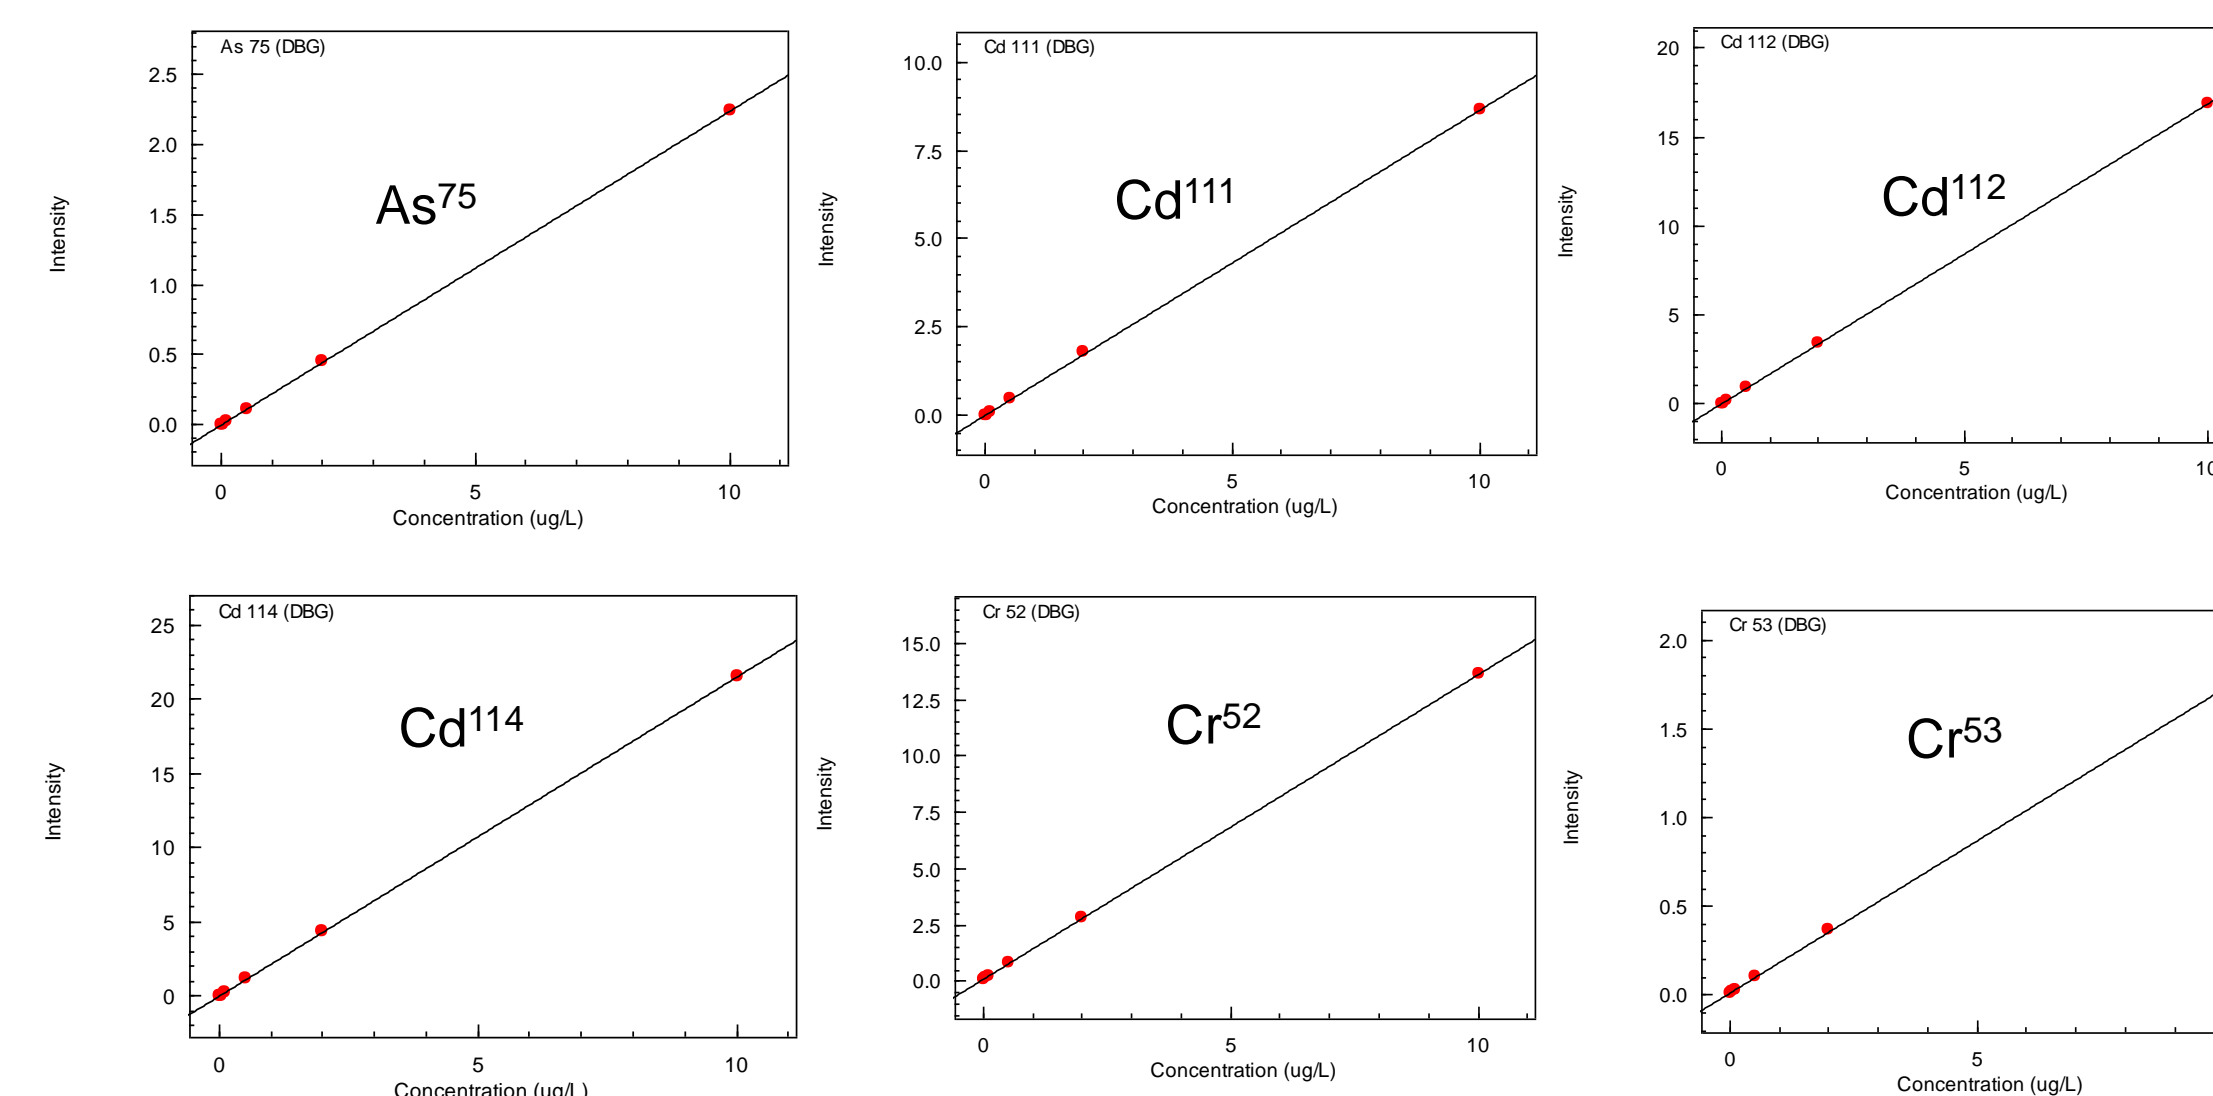 As 75 (DBG)
2.5
2.0
1.5
1.0
0.5
0.0
As⁷⁵
Intensity
0 5 10
Concentration (ug/L)
Cd 111 (DBG)
10.0
7.5
5.0
2.5
0.0
Cd¹¹¹
Intensity
0 5 10
Concentration (ug/L)
Cd 112 (DBG)
20
15
10
5
0
Cd¹¹²
Intensity
0 5 10
Concentration (ug/L)
Cd 114 (DBG)
25
20
15
10
5
0
Cd¹¹⁴
Intensity
0 5 10
Concentration (ug/L)
Cr 52 (DBG)
15.0
12.5
10.0
7.5
5.0
2.5
0.0
Cr⁵²
Intensity
0 5 10
Concentration (ug/L)
Cr 53 (DBG)
2.0
1.5
1.0
0.5
0.0
Cr⁵³
Intensity
0 5
Concentration (ug/L)